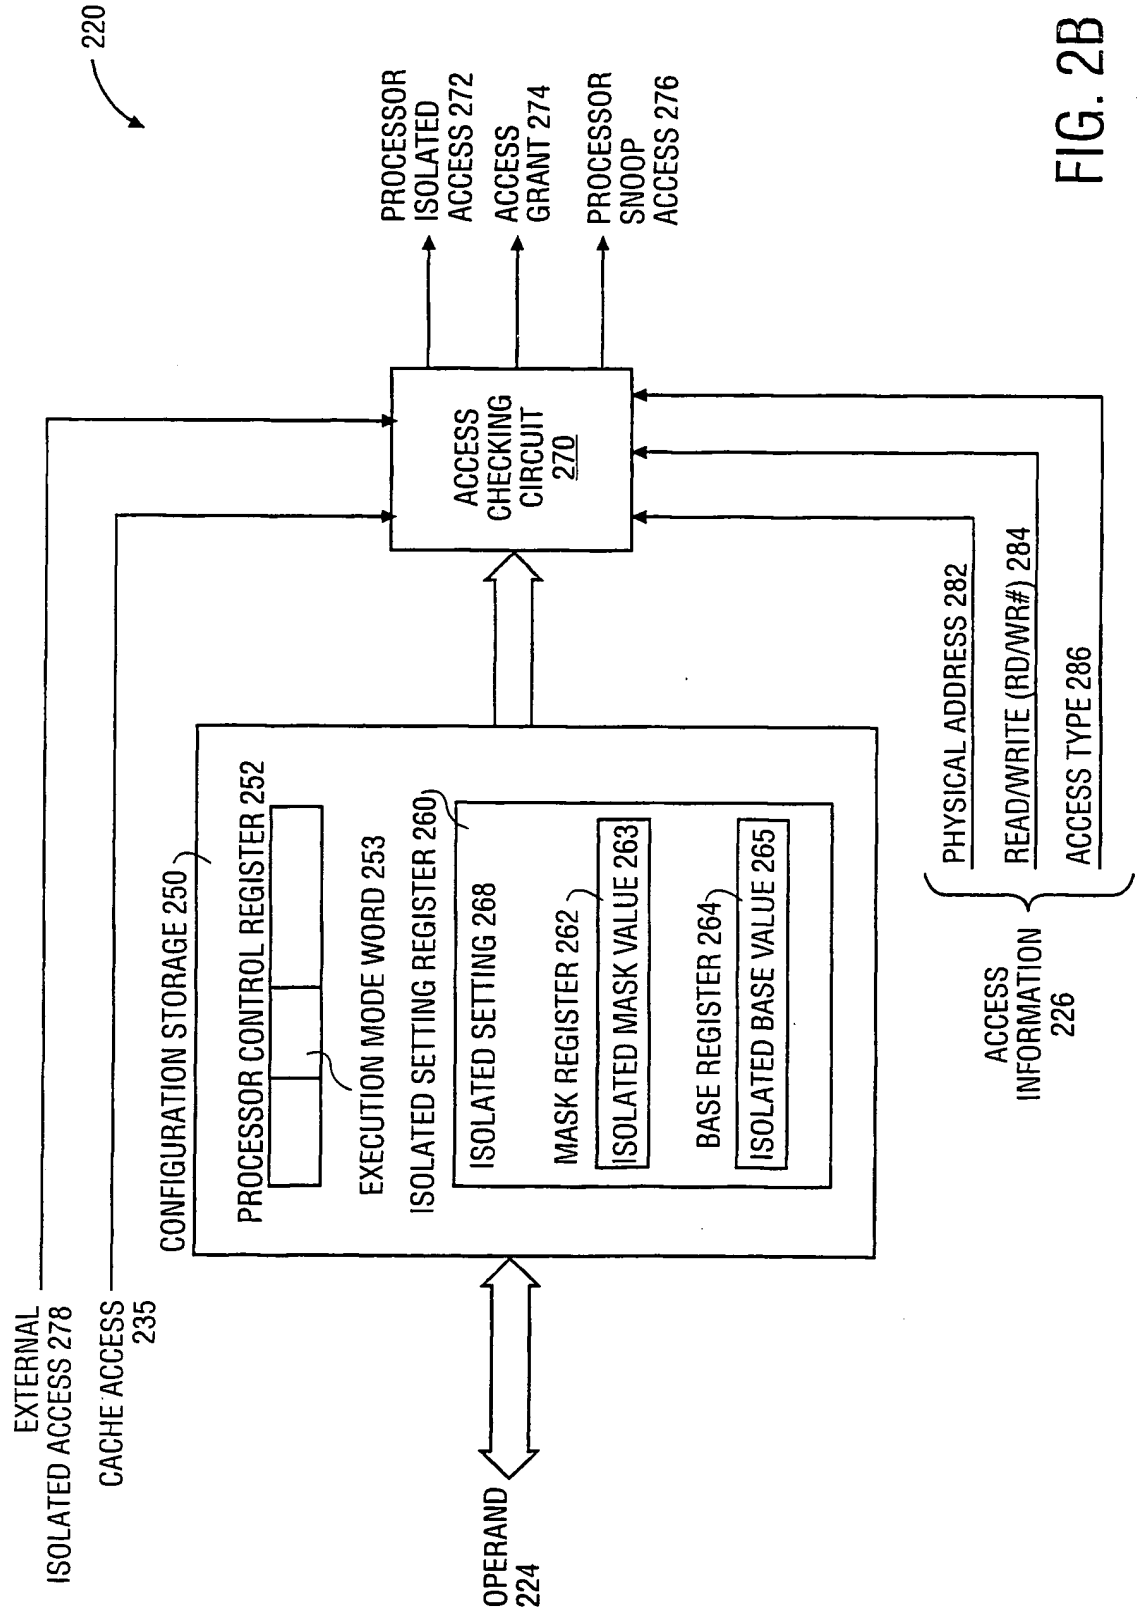 220
EXTERNAL
ISOLATED ACCESS 278
CACHE ACCESS
235
CONFIGURATION STORAGE 250
PROCESSOR CONTROL REGISTER 252
EXECUTION MODE WORD 253
ISOLATED SETTING REGISTER 260
ISOLATED SETTING 268
MASK REGISTER 262
ISOLATED MASK VALUE 263
BASE REGISTER 264
ISOLATED BASE VALUE 265
OPERAND
224
ACCESS
CHECKING
CIRCUIT
270
PROCESSOR
ISOLATED
ACCESS 272
ACCESS
GRANT 274
PROCESSOR
SNOOP
ACCESS 276
ACCESS
INFORMATION
226
PHYSICAL ADDRESS 282
READ/WRITE (RD/WR#) 284
ACCESS TYPE 286
FIG. 2B